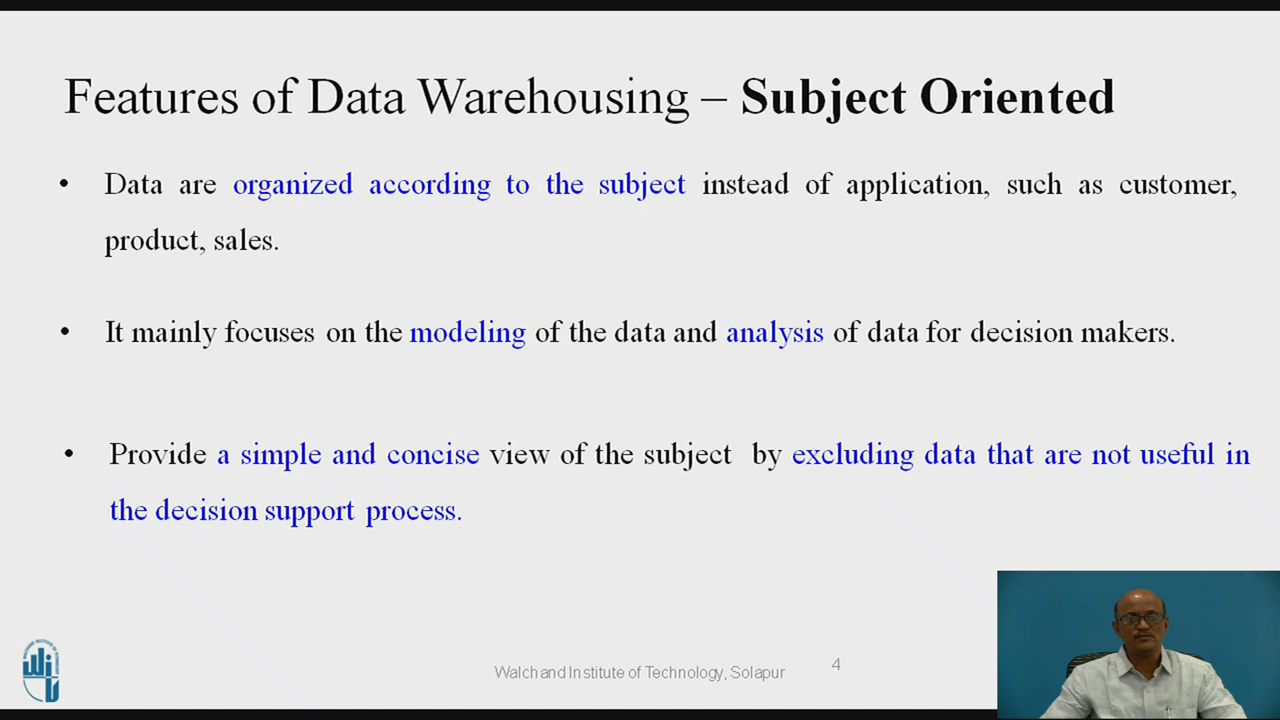 Features of Data Warehousing – Subject Oriented
• Data are organized according to the subject instead of application, such as customer,
product, sales.
• It mainly focuses on the modeling of the data and analysis of data for decision makers.
• Provide a simple and concise view of the subject by excluding data that are not useful in
the decision support process.
Walchand Institute of Technology, Solapur
4